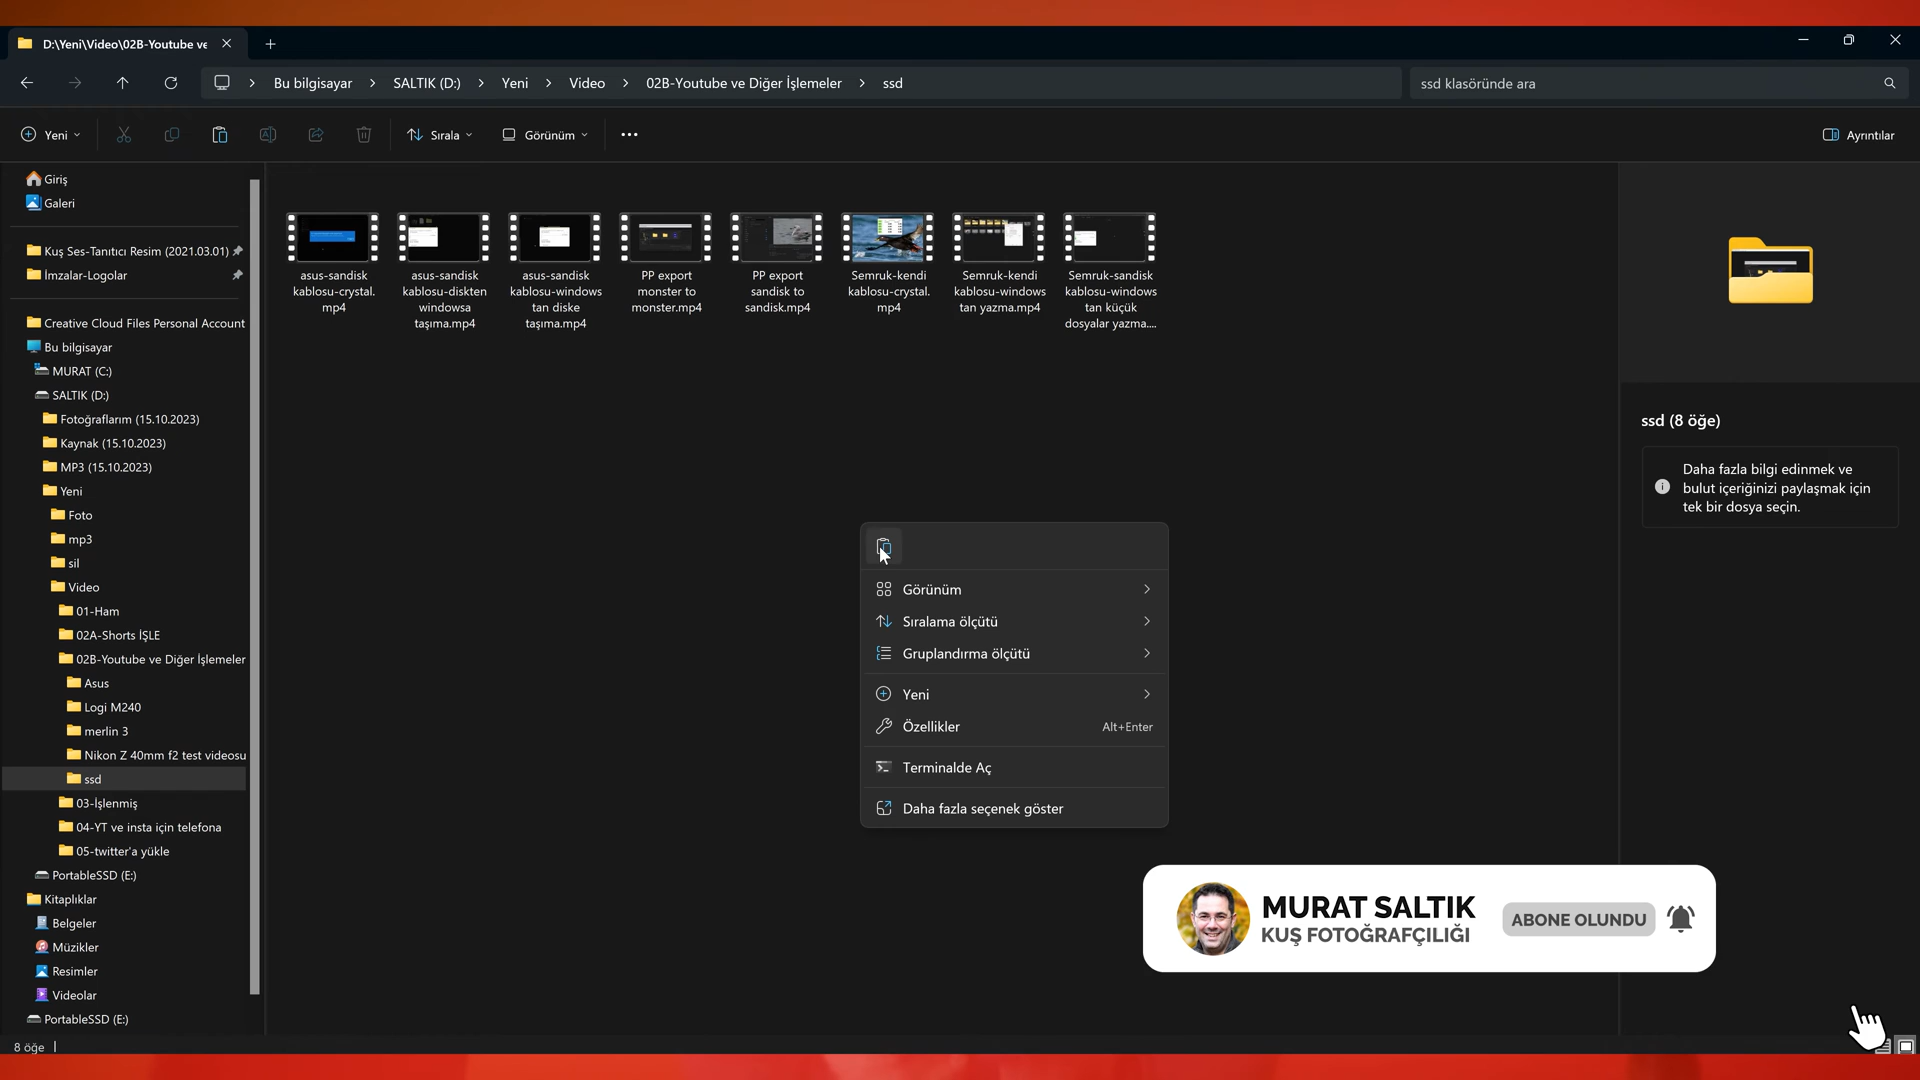 D:\Yeni\Video\02B-Youtube ve
Bu bilgisayar
SALTIK (D:)
Yeni
Video
02B-Youtube ve Diğer İşlemeler
ssd
ssd klasöründe ara
Yeni
Sırala
Görünüm
Ayrıntılar
Giriş
Galeri
Kuş Ses-Tanıtıcı Resim (2021.03.01)
İmzalar-Logolar
Creative Cloud Files Personal Account
Bu bilgisayar
MURAT (C:)
SALTIK (D:)
Fotoğraflarım (15.10.2023)
Kaynak (15.10.2023)
MP3 (15.10.2023)
Yeni
Foto
mp3
sil
Video
01-Ham
02A-Shorts İŞLE
02B-Youtube ve Diğer İşlemeler
Asus
Logi M240
merlin 3
Nikon Z 40mm f2 test videosu
ssd
03-İşlenmiş
04-YT ve insta için telefona
05-twitter'a yükle
PortableSSD (E:)
Kitaplıklar
Belgeler
Müzikler
Resimler
Videolar
PortableSSD (E:)
8 öğe
asus-sandisk
kablosu-crystal.
mp4
asus-sandisk
kablosu-diskten
windowsa
taşıma.mp4
asus-sandisk
kablosu-windows
tan diske
taşıma.mp4
PP export
monster to
monster.mp4
PP export
sandisk to
sandisk.mp4
Semruk-kendi
kablosu-crystal.
mp4
Semruk-kendi
kablosu-windows
tan yazma.mp4
Semruk-sandisk
kablosu-windows
tan küçük
dosyalar yazma....
Görünüm
Sıralama ölçütü
Gruplandırma ölçütü
Yeni
Özellikler Alt+Enter
Terminalde Aç
Daha fazla seçenek göster
ssd (8 öğe)
Daha fazla bilgi edinmek ve
bulut içeriğinizi paylaşmak için
tek bir dosya seçin.
MURAT SALTIK
KUŞ FOTOĞRAFÇILIĞI
ABONE OLUNDU